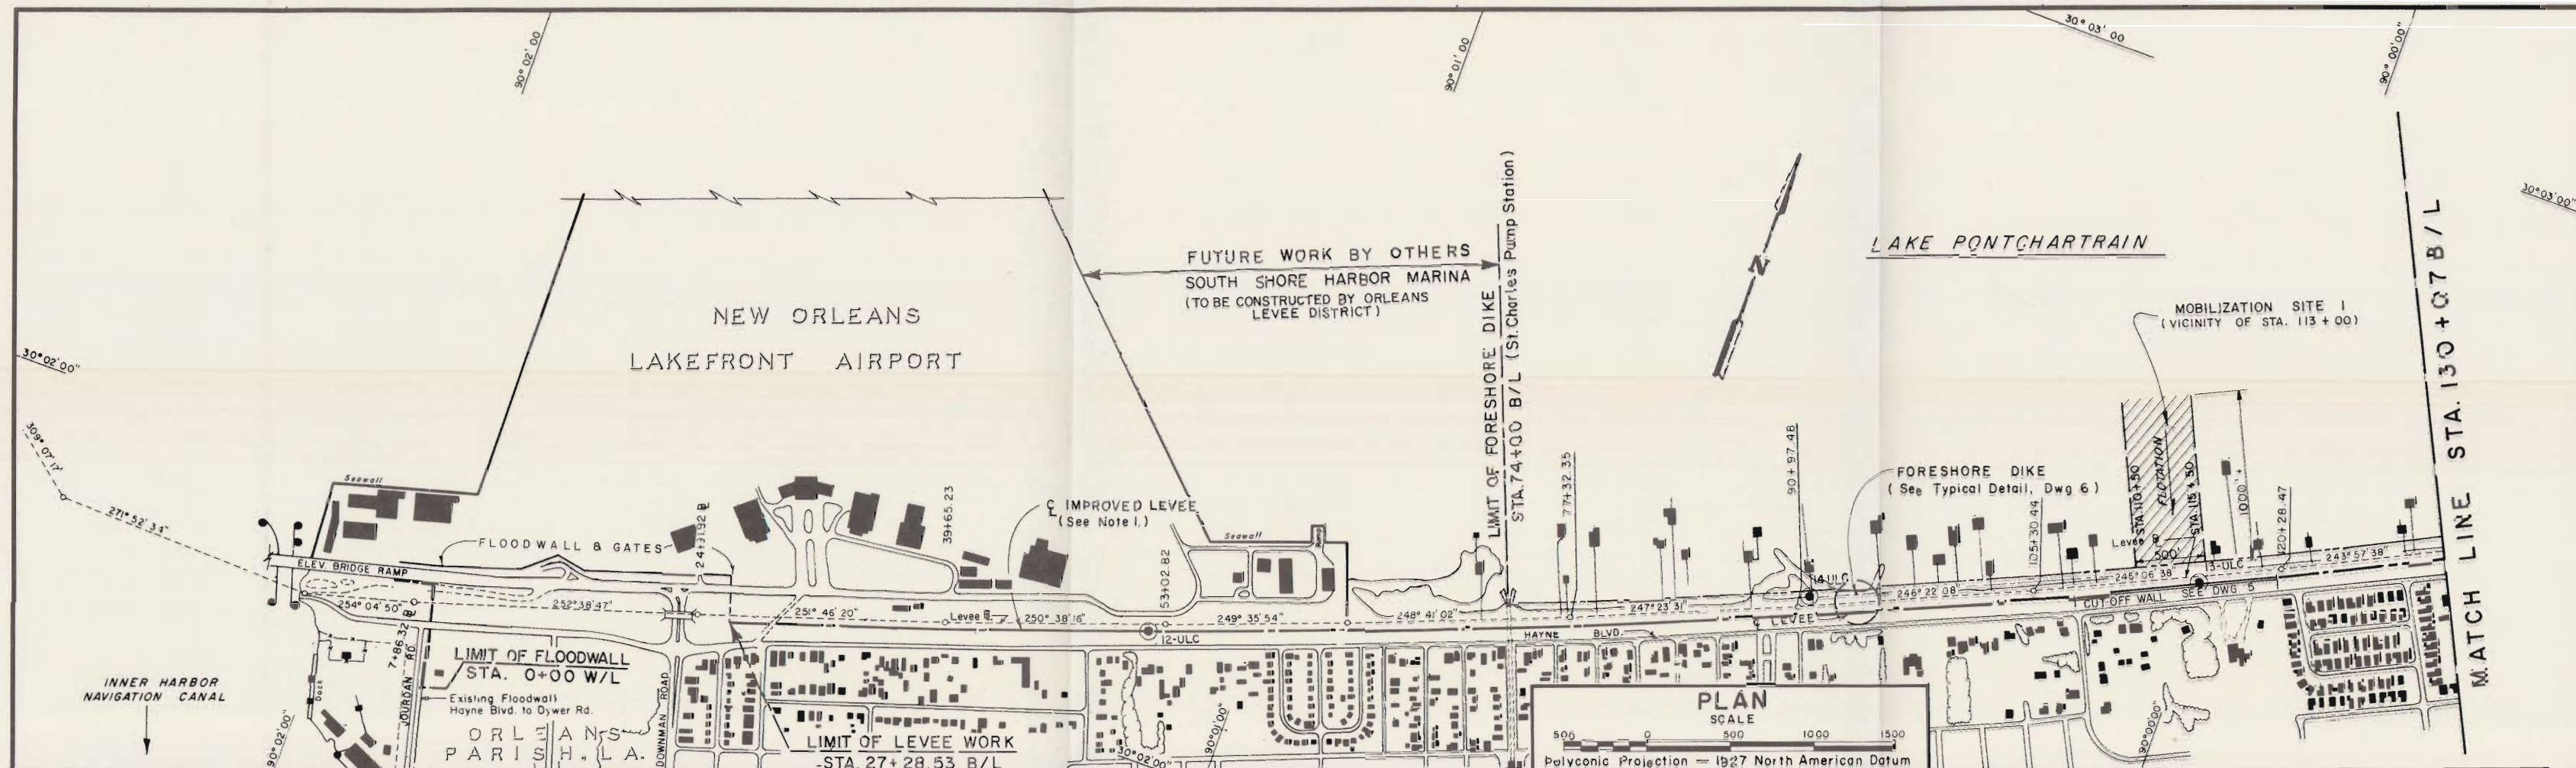 90° 02' 00
90° 01' 00
30° 03' 00
90° 00' 00"
30° 03' 00"
LAKE PONTCHARTRAIN
FUTURE WORK BY OTHERS
SOUTH SHORE HARBOR MARINA
(TO BE CONSTRUCTED BY ORLEANS
LEVEE DISTRICT)
LIMIT OF FORESHORE DIKE
STA. 74+00 B/L (St. Charles Pump Station)
N
NEW ORLEANS
LAKEFRONT AIRPORT
MOBILIZATION SITE 1
(VICINITY OF STA. 113 + 00)
MATCH LINE STA. 130+07 B/L
30° 02' 00"
309° 07' 17"
271° 52' 34"
Seawall
FLOODWALL & GATES
39+65.23
℄ IMPROVED LEVEE
(See Note 1.)
53+02.82
Seawall
Ramp
77+32.35
90 + 97.48
FORESHORE DIKE
(See Typical Detail, Dwg 6)
105+30.44
STA. 110+50
FLOTATION
STA. 115+50
1000' ±
500'
120+28.47
ELEV. BRIDGE RAMP
254° 04' 50"
252° 38' 47"
251° 46' 20"
Levee B
250° 38' 16"
12-ULC
249° 35' 54"
248° 41' 02"
247° 23' 31"
14-ULC
246° 22' 08"
245° 06' 38"
13-ULC
243° 57' 38"
Levee B
℄ LEVEE
CUT-OFF WALL SEE DWG 5
HAYNE BLVD.
7+86.32 B
JOURDAN RD.
LIMIT OF FLOODWALL
STA. 0+00 W/L
Existing Floodwall
Hayne Blvd. to Dwyer Rd.
Dock
INNER HARBOR
NAVIGATION CANAL
90° 02' 00"
ORLEANS
PARISH, LA.
DOWNMAN ROAD
LIMIT OF LEVEE WORK
STA. 27+28.53 B/L
30° 02' 00"
90° 01' 00"
PLAN
SCALE
500 0 500 1000 1500
Polyconic Projection — 1927 North American Datum
90° 00' 00"